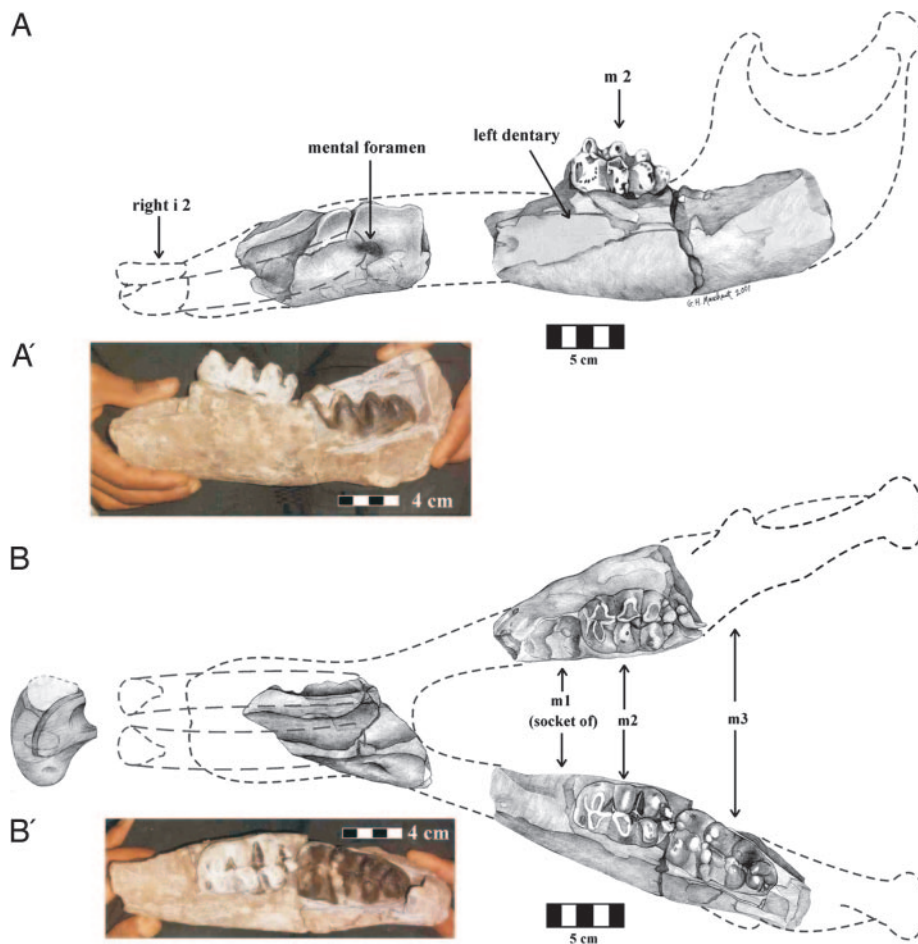 A
m 2
left dentary
mental foramen
right i 2
G.H. Marchant 2001
5 cm
A′
4 cm
B
m1
(socket of)
m2
m3
B′
4 cm
5 cm